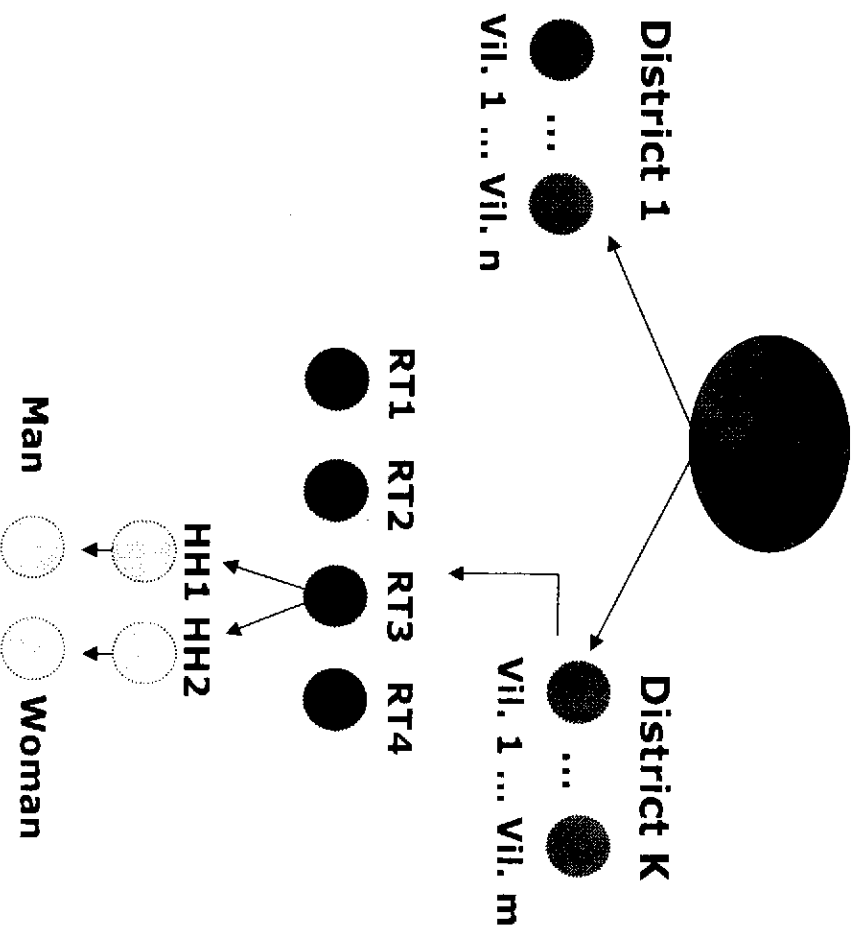 District 1
District K
... ...
Vil. 1 ... Vil. n
Vil. 1 ... Vil. m
RT1 RT2 RT3 RT4
HH1 HH2
Man
Woman